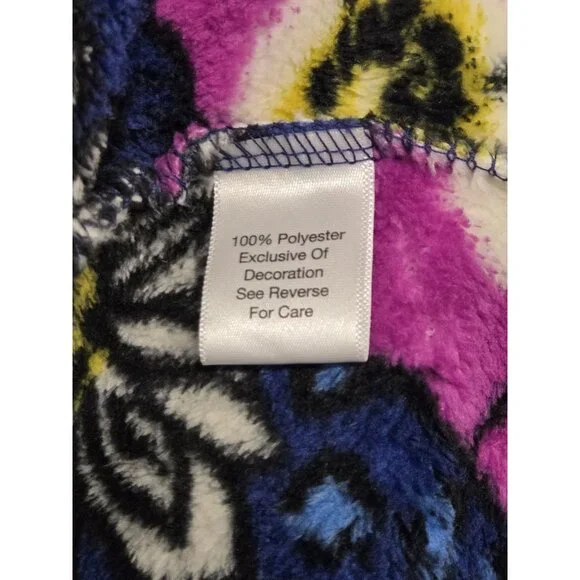 100% Polyester
Exclusive Of
Decoration
See Reverse
For Care